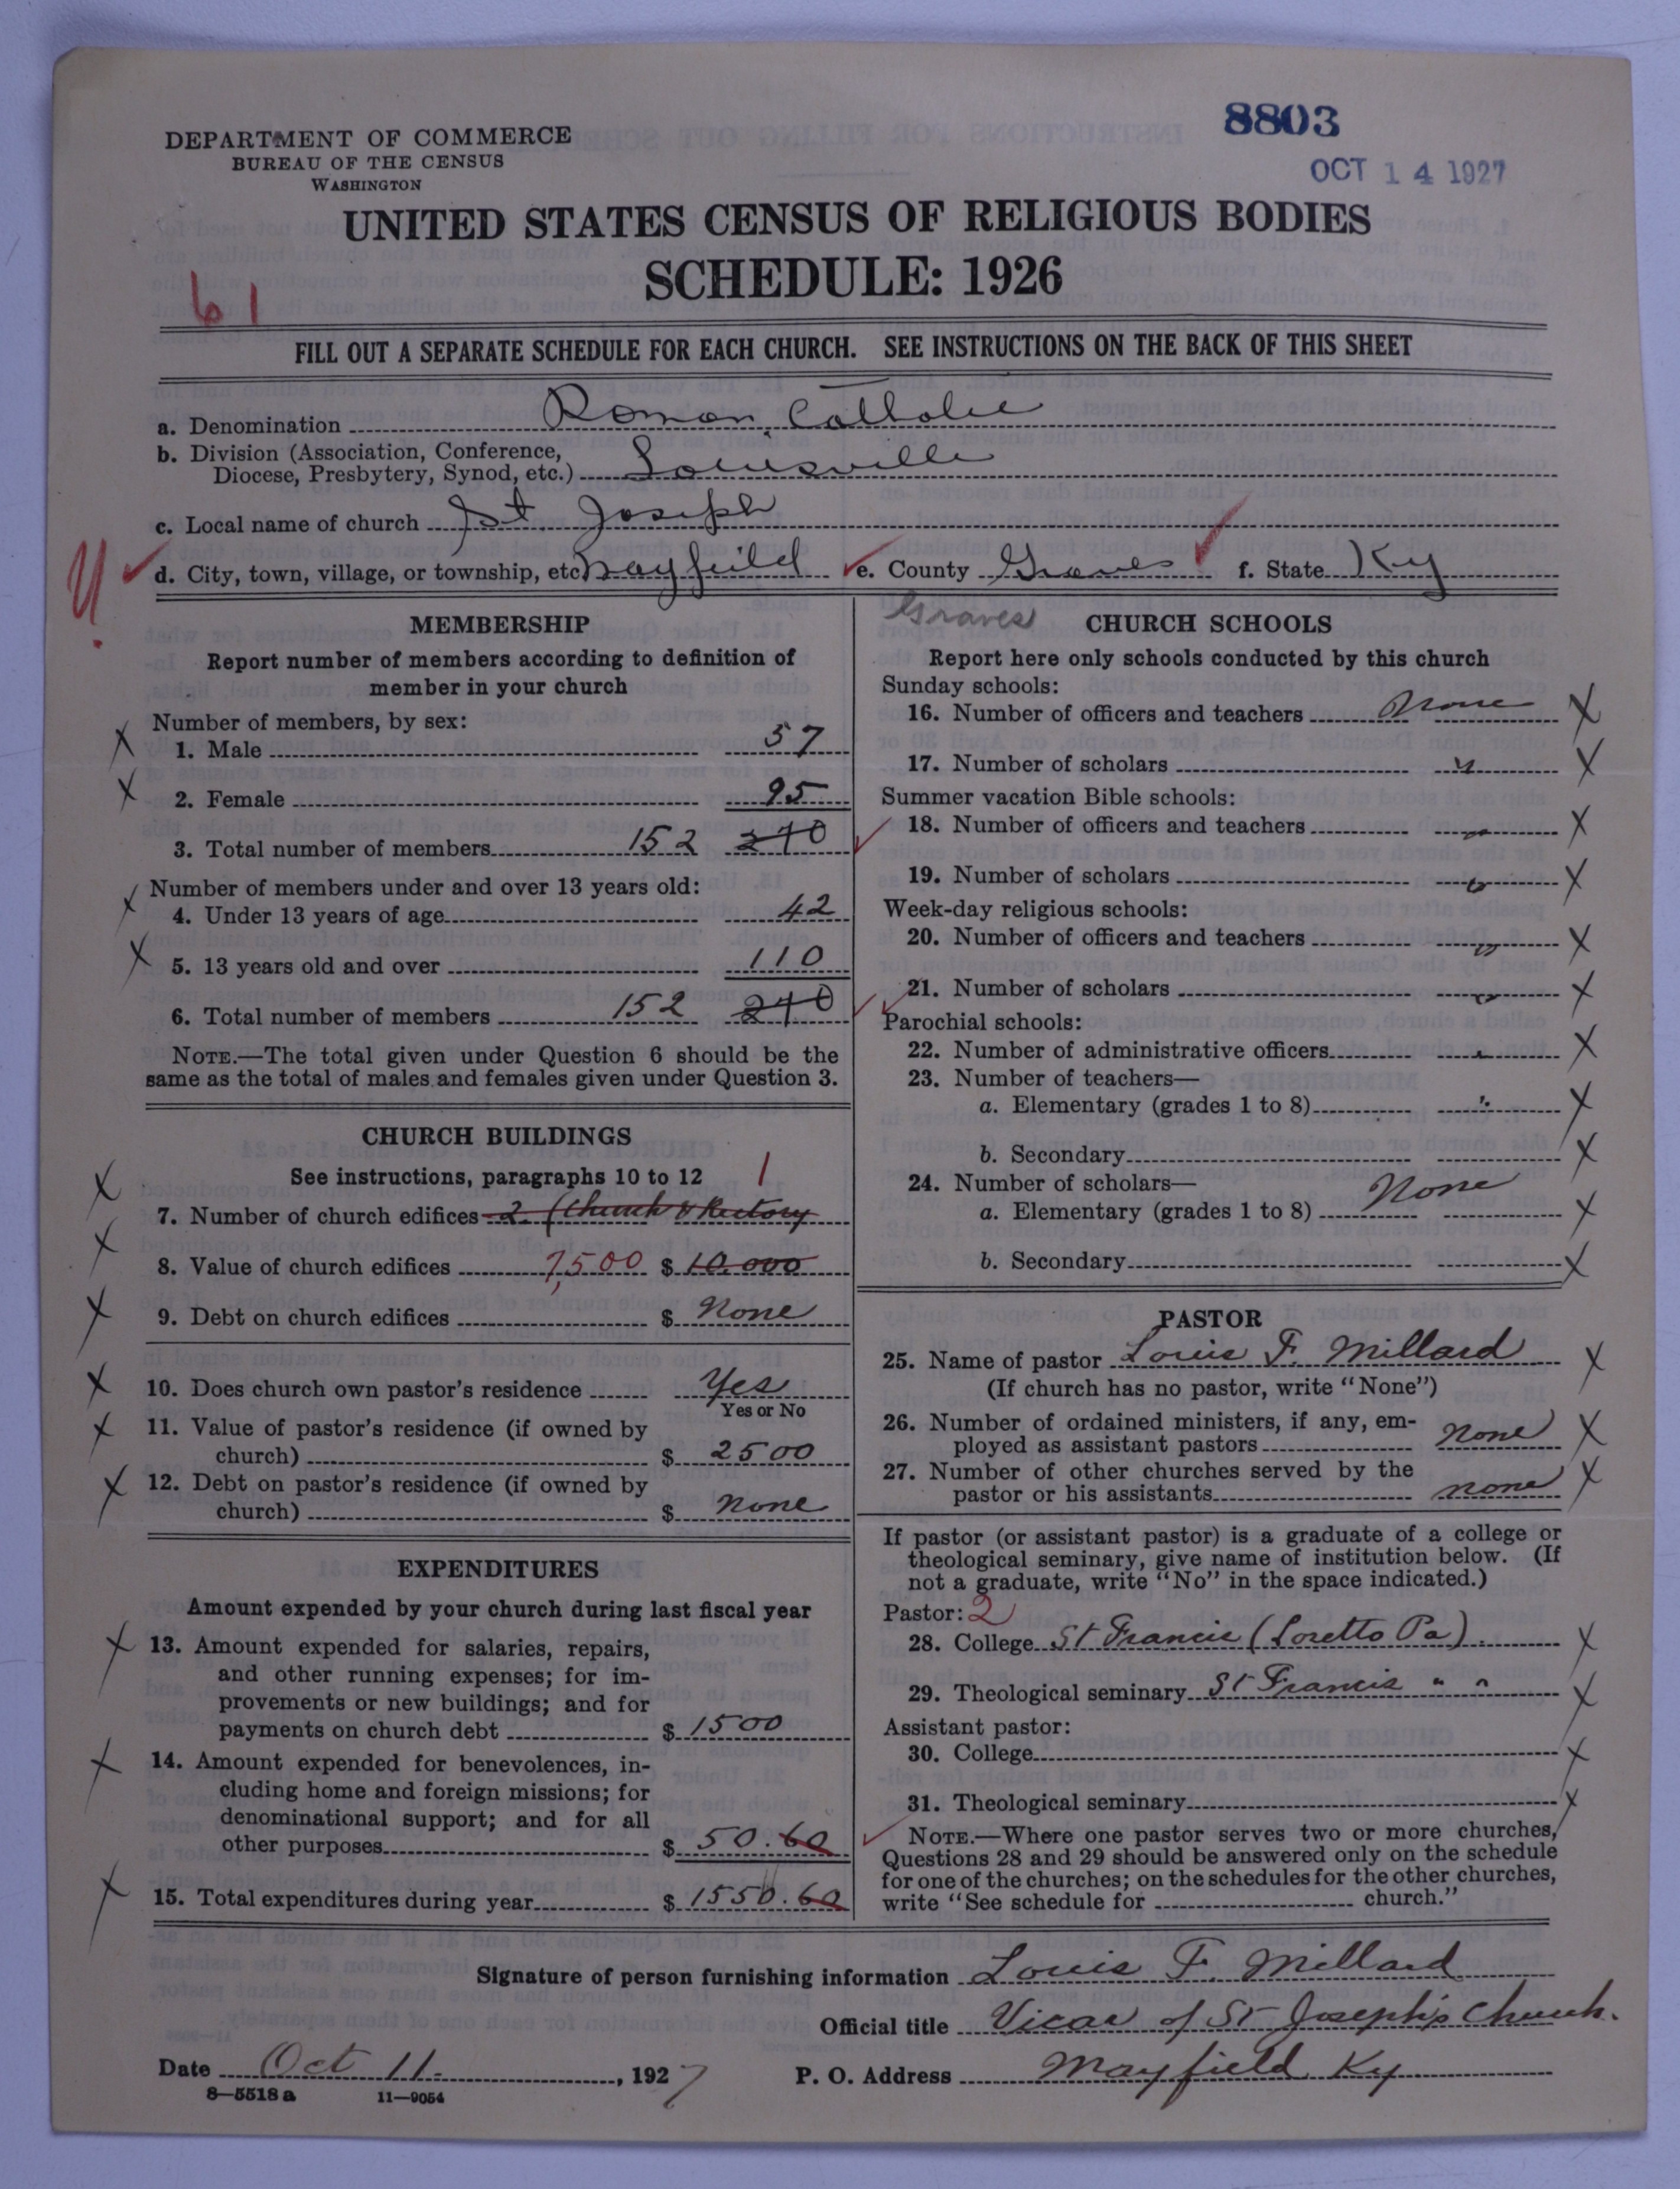 8803
OCT 14 1927
DEPARTMENT OF COMMERCE
BUREAU OF THE CENSUS
WASHINGTON
UNITED STATES CENSUS OF RELIGIOUS BODIES
SCHEDULE: 1926
61
FILL OUT A SEPARATE SCHEDULE FOR EACH CHURCH. SEE INSTRUCTIONS ON THE BACK OF THIS SHEET
a. Denomination Roman Catholic
b. Division (Association, Conference,
Diocese, Presbytery, Synod, etc.) Louisville
c. Local name of church St. Joseph
d. City, town, village, or township, etc. Mayfield e. County Graves f. State Ky
MEMBERSHIP
Report number of members according to definition of
member in your church
Number of members, by sex:
1. Male 57
2. Female 95
3. Total number of members 152 240
Number of members under and over 13 years old:
4. Under 13 years of age 42
5. 13 years old and over 110
6. Total number of members 152 240
NOTE.—The total given under Question 6 should be the
same as the total of males and females given under Question 3.
CHURCH BUILDINGS
See instructions, paragraphs 10 to 12 1
7. Number of church edifices 2 (Church & Rectory
8. Value of church edifices 7,500 $ 10.000
9. Debt on church edifices $ None
10. Does church own pastor's residence Yes
Yes or No
11. Value of pastor's residence (if owned by
church) $ 2500
12. Debt on pastor's residence (if owned by
church) $ none
EXPENDITURES
Amount expended by your church during last fiscal year
13. Amount expended for salaries, repairs,
and other running expenses; for im-
provements or new buildings; and for
payments on church debt $ 1500
14. Amount expended for benevolences, in-
cluding home and foreign missions; for
denominational support; and for all
other purposes $ 50.60
15. Total expenditures during year $ 1550.60
Graves
CHURCH SCHOOLS
Report here only schools conducted by this church
Sunday schools:
16. Number of officers and teachers None
17. Number of scholars "
Summer vacation Bible schools:
18. Number of officers and teachers "
19. Number of scholars "
Week-day religious schools:
20. Number of officers and teachers "
21. Number of scholars "
Parochial schools:
22. Number of administrative officers "
23. Number of teachers—
a. Elementary (grades 1 to 8) "
b. Secondary
24. Number of scholars—
a. Elementary (grades 1 to 8) None
b. Secondary
PASTOR
25. Name of pastor Louis F. Millard
(If church has no pastor, write "None")
26. Number of ordained ministers, if any, em-
ployed as assistant pastors none
27. Number of other churches served by the
pastor or his assistants none
If pastor (or assistant pastor) is a graduate of a college or
theological seminary, give name of institution below. (If
not a graduate, write "No" in the space indicated.)
Pastor: 2
28. College St Francis (Loretto Pa)
29. Theological seminary St Francis " "
Assistant pastor:
30. College
31. Theological seminary
NOTE.—Where one pastor serves two or more churches,
Questions 28 and 29 should be answered only on the schedule
for one of the churches; on the schedules for the other churches,
write "See schedule for church."
Signature of person furnishing information Louis F. Millard
Official title Vicar of St Joseph's Church.
Date Oct 11. , 1927 P. O. Address Mayfield Ky
8—5518 a 11—9054